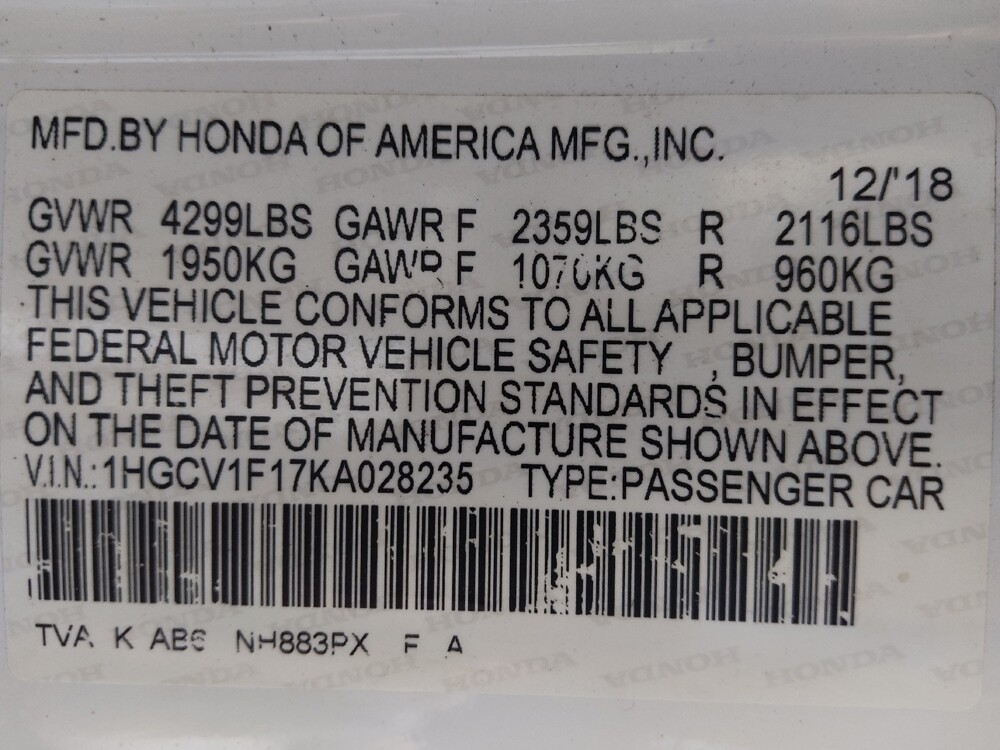 MFD.BY HONDA OF AMERICA MFG.,INC.
12/'18
GVWR 4299LBS GAWR F 2359LBS R 2116LBS
GVWR 1950KG GAWR F 1070KG R 960KG
THIS VEHICLE CONFORMS TO ALL APPLICABLE
FEDERAL MOTOR VEHICLE SAFETY , BUMPER,
AND THEFT PREVENTION STANDARDS IN EFFECT
ON THE DATE OF MANUFACTURE SHOWN ABOVE.
V.I.N.:1HGCV1F17KA028235 TYPE:PASSENGER CAR
TVA K ABS NH883PX F A